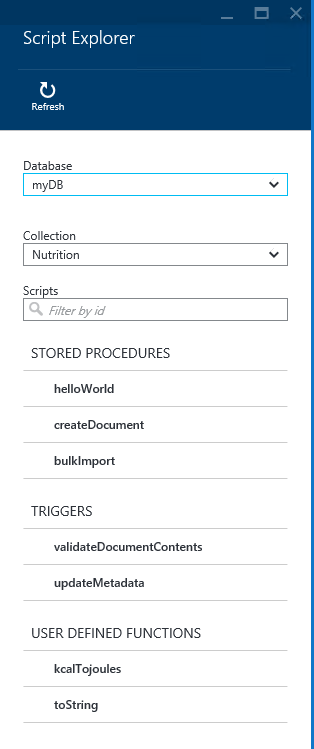 Script Explorer
Refresh
Database
myDB
Collection
Nutrition
Scripts
Filter by id
STORED PROCEDURES
helloWorld
createDocument
bulkImport
TRIGGERS
validateDocumentContents
updateMetadata
USER DEFINED FUNCTIONS
kcalTojoules
toString